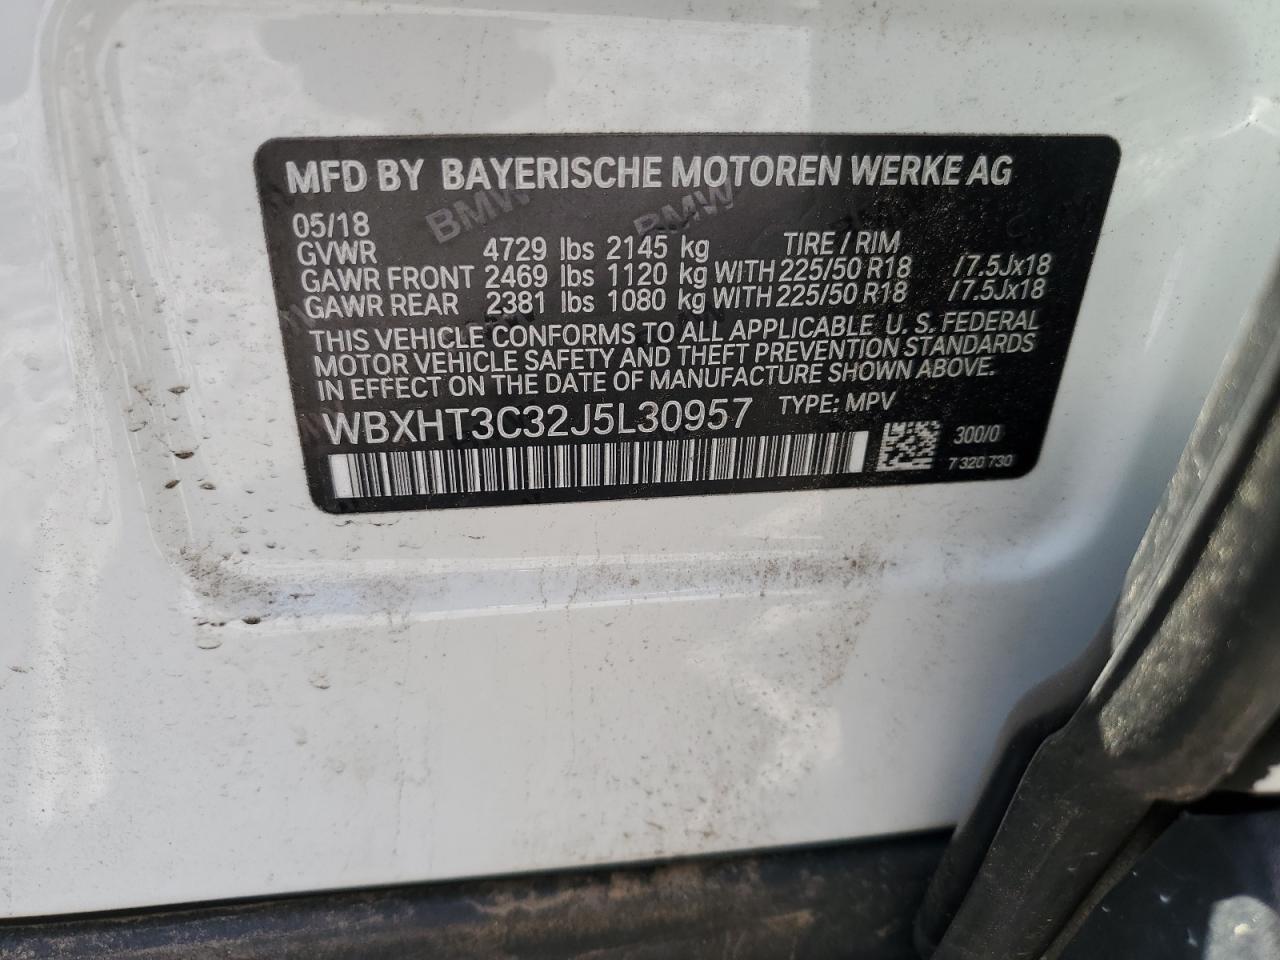 MFD BY BAYERISCHE MOTOREN WERKE AG
05/18
GVWR 4729 lbs 2145 kg TIRE / RIM
GAWR FRONT 2469 lbs 1120 kg WITH 225/50 R18 /7.5Jx18
GAWR REAR 2381 lbs 1080 kg WITH 225/50 R18 /7.5Jx18
THIS VEHICLE CONFORMS TO ALL APPLICABLE U. S. FEDERAL
MOTOR VEHICLE SAFETY AND THEFT PREVENTION STANDARDS
IN EFFECT ON THE DATE OF MANUFACTURE SHOWN ABOVE.
WBXHT3C32J5L30957 TYPE: MPV
300/0
7 320 730
BMW
BMW